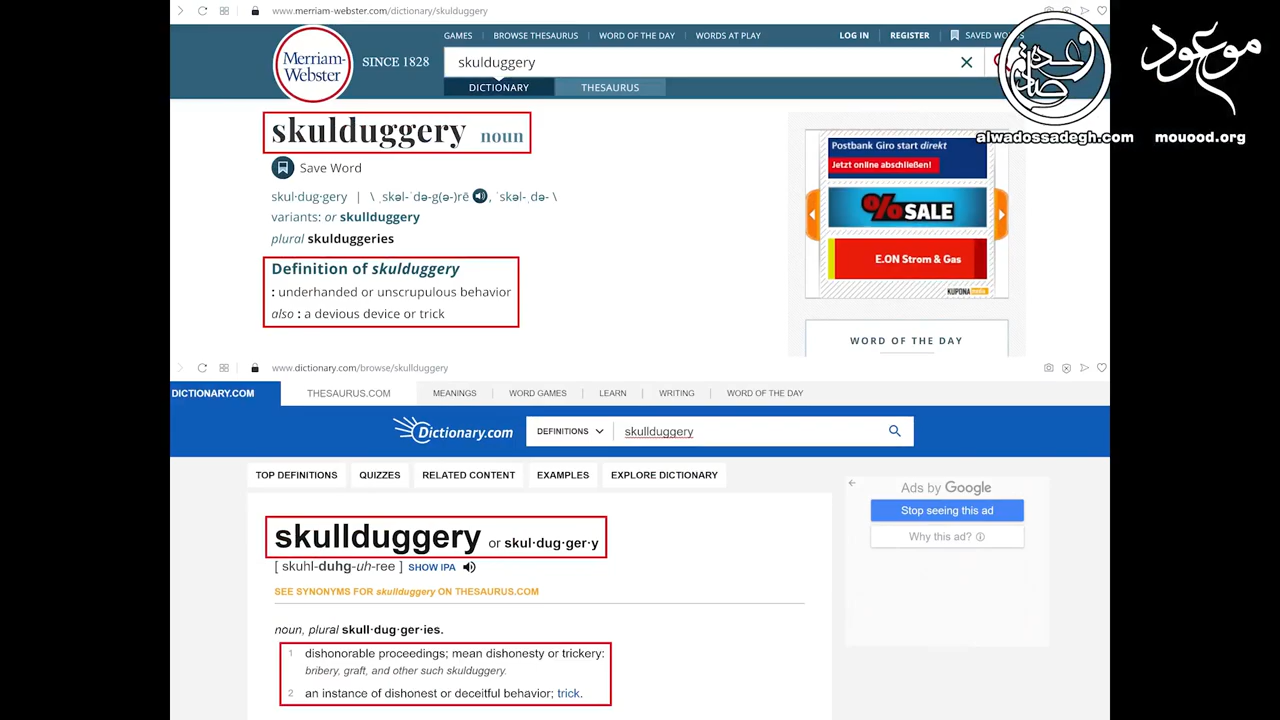 www.merriam-webster.com/dictionary/skulduggery
GAMES | BROWSE THESAURUS | WORD OF THE DAY | WORDS AT PLAY
LOG IN | REGISTER
Merriam-Webster
SINCE 1828
skulduggery
DICTIONARY
THESAURUS
وعده صادق
موعود
alwadossadegh.com
mouood.org
skulduggery noun
Save Word
skul·dug·gery | \ ˌskəl-ˈdə-g(ə-)rē , ˈskəl-ˌdə- \
variants: or skullduggery
plural skulduggeries
Definition of skulduggery
: underhanded or unscrupulous behavior
also : a devious device or trick
Postbank Giro start direkt
Jetzt online abschließen!
% SALE
E.ON Strom & Gas
KUPONA media
WORD OF THE DAY
www.dictionary.com/browse/skullduggery
DICTIONARY.COM
THESAURUS.COM
MEANINGS | WORD GAMES | LEARN | WRITING | WORD OF THE DAY
Dictionary.com
DEFINITIONS
skullduggery
TOP DEFINITIONS
QUIZZES
RELATED CONTENT
EXAMPLES
EXPLORE DICTIONARY
skullduggery or skul·dug·ger·y
[ skuhl-duhg-uh-ree ] SHOW IPA
SEE SYNONYMS FOR skullduggery ON THESAURUS.COM
noun, plural skull·dug·ger·ies.
1 dishonorable proceedings; mean dishonesty or trickery:
bribery, graft, and other such skulduggery.
2 an instance of dishonest or deceitful behavior; trick.
Ads by Google
Stop seeing this ad
Why this ad?